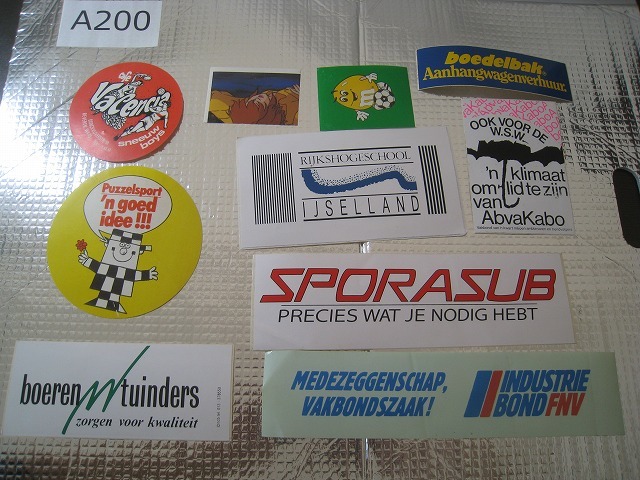 A200
Vacancia
sneeuw
boys
m
boedelbak
Aanhangwagenverhuur.
OOK VOOR DE
W.S.W.
'n klimaat
om lid te zijn
van
AbvaKabo
RIJKSHOGESCHOOL
IJSELLAND
Puzzelsport
'n goed
idee !!!
SPORASUB
PRECIES WAT JE NODIG HEBT
boeren tuinders
zorgen voor kwaliteit
MEDEZEGGENSCHAP,
VAKBONDSZAAK!
INDUSTRIE
BOND FNV